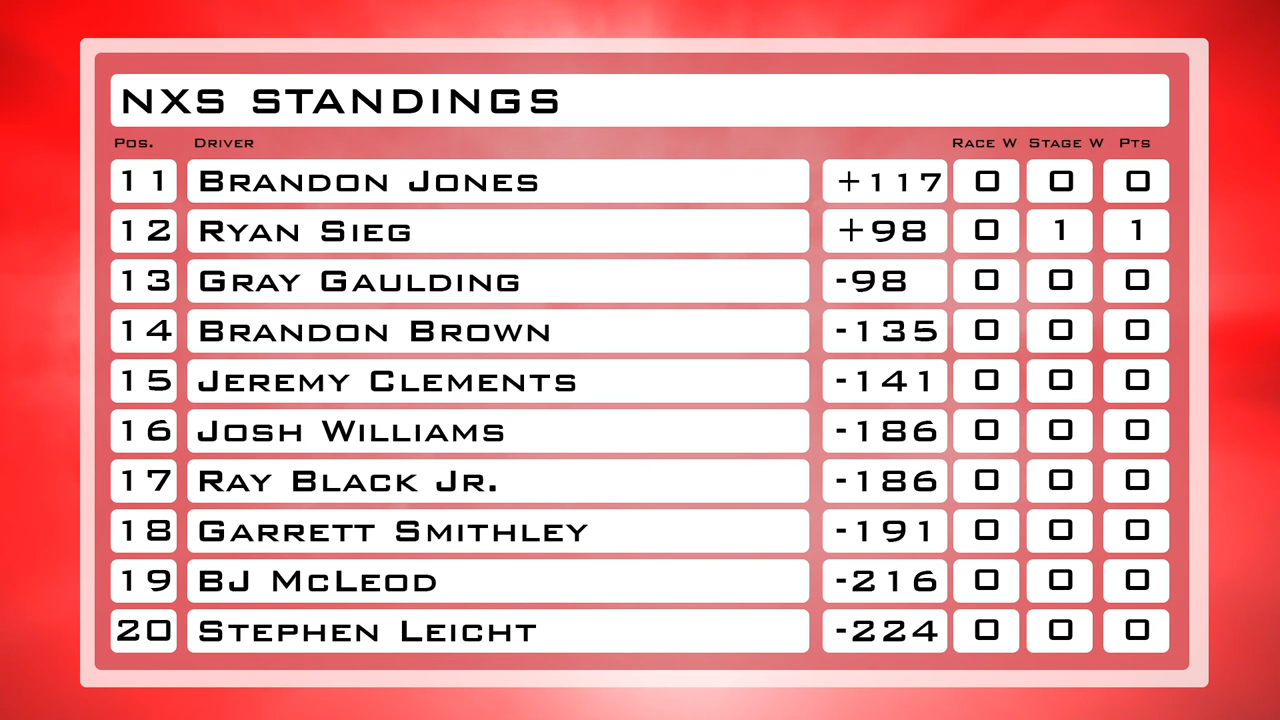 NXS STANDINGS
POS. DRIVER RACE W STAGE W PTS
11 BRANDON JONES +117 0 0 0
12 RYAN SIEG +98 0 1 1
13 GRAY GAULDING -98 0 0 0
14 BRANDON BROWN -135 0 0 0
15 JEREMY CLEMENTS -141 0 0 0
16 JOSH WILLIAMS -186 0 0 0
17 RAY BLACK JR. -186 0 0 0
18 GARRETT SMITHLEY -191 0 0 0
19 BJ MCLEOD -216 0 0 0
20 STEPHEN LEICHT -224 0 0 0